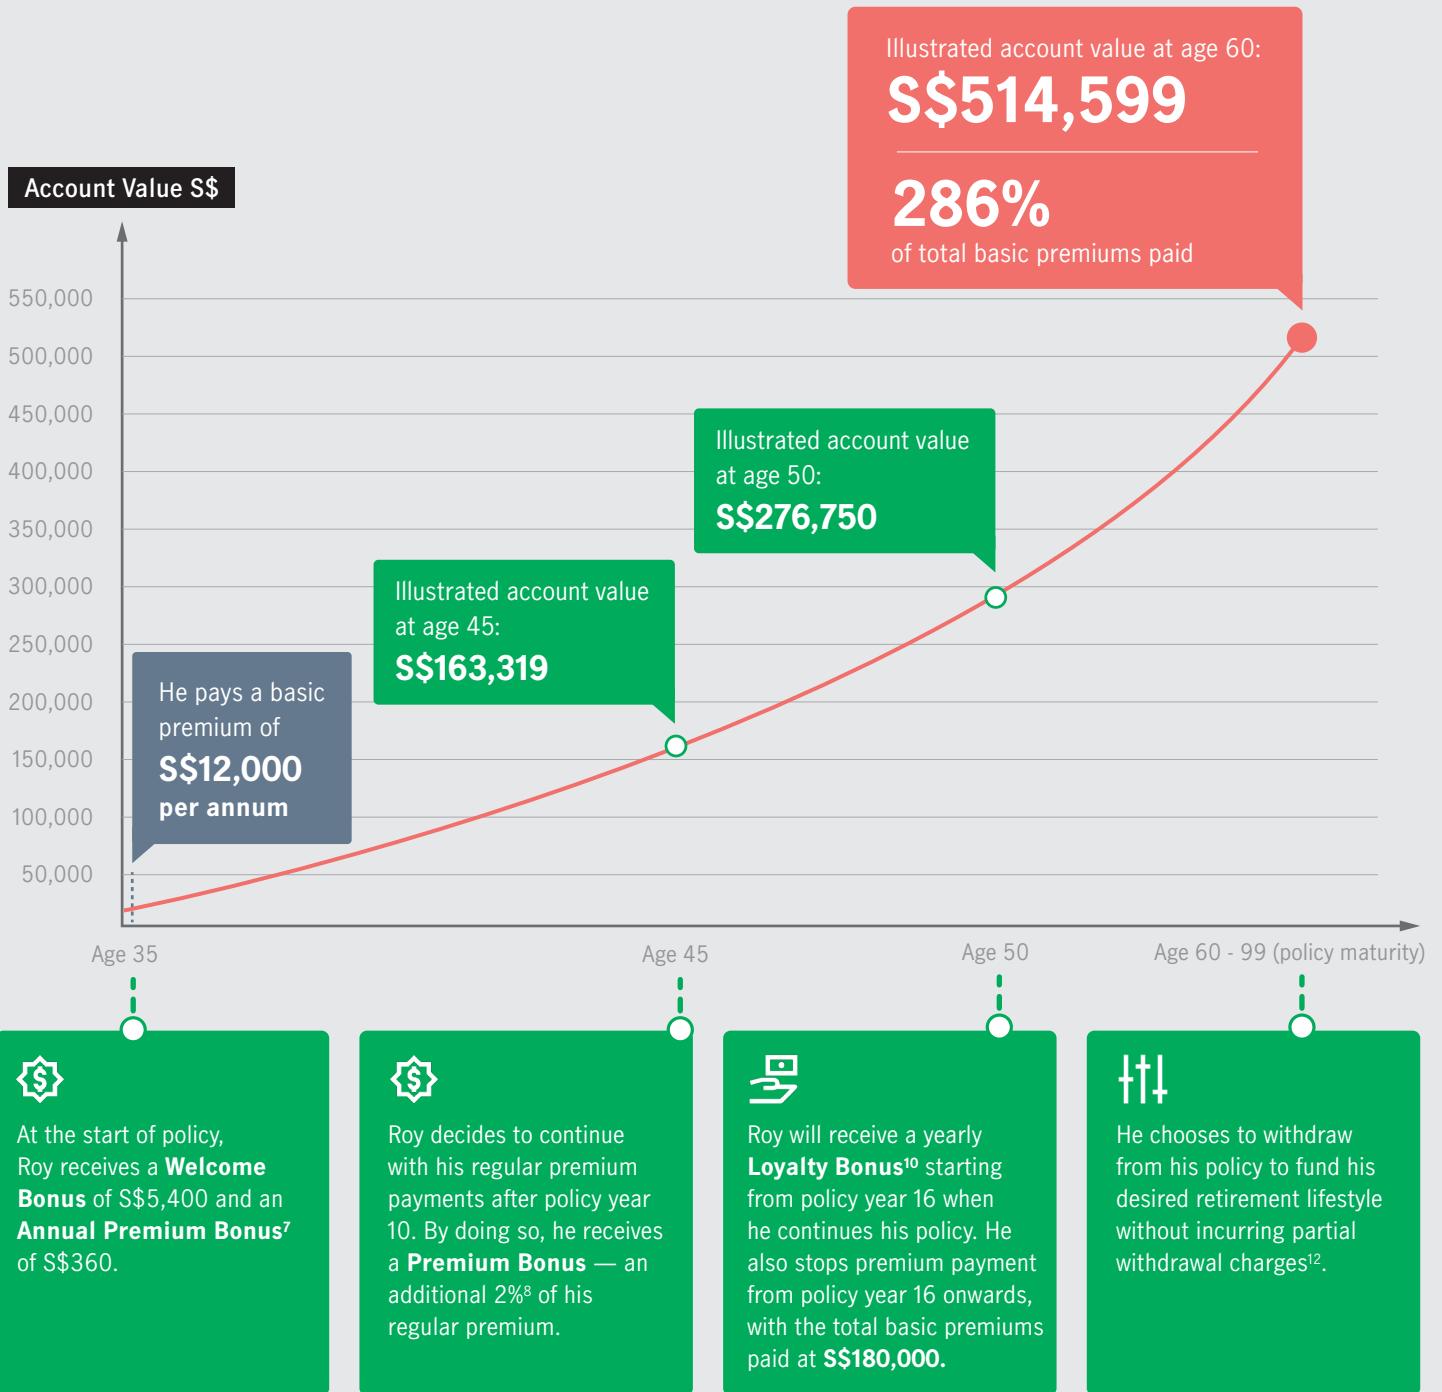 Illustrated account value at age 60:
S$514,599
286%
of total basic premiums paid
Account Value S$
550,000
500,000
450,000
400,000
350,000
300,000
250,000
200,000
150,000
100,000
50,000
Illustrated account value
at age 50:
S$276,750
Illustrated account value
at age 45:
S$163,319
He pays a basic
premium of
S$12,000
per annum
Age 35
Age 45
Age 50
Age 60 - 99 (policy maturity)
At the start of policy,
Roy receives a Welcome
Bonus of S$5,400 and an
Annual Premium Bonus⁷
of S$360.
Roy decides to continue
with his regular premium
payments after policy year
10. By doing so, he receives
a Premium Bonus — an
additional 2%⁸ of his
regular premium.
Roy will receive a yearly
Loyalty Bonus¹⁰ starting
from policy year 16 when
he continues his policy. He
also stops premium payment
from policy year 16 onwards,
with the total basic premiums
paid at S$180,000.
He chooses to withdraw
from his policy to fund his
desired retirement lifestyle
without incurring partial
withdrawal charges¹².